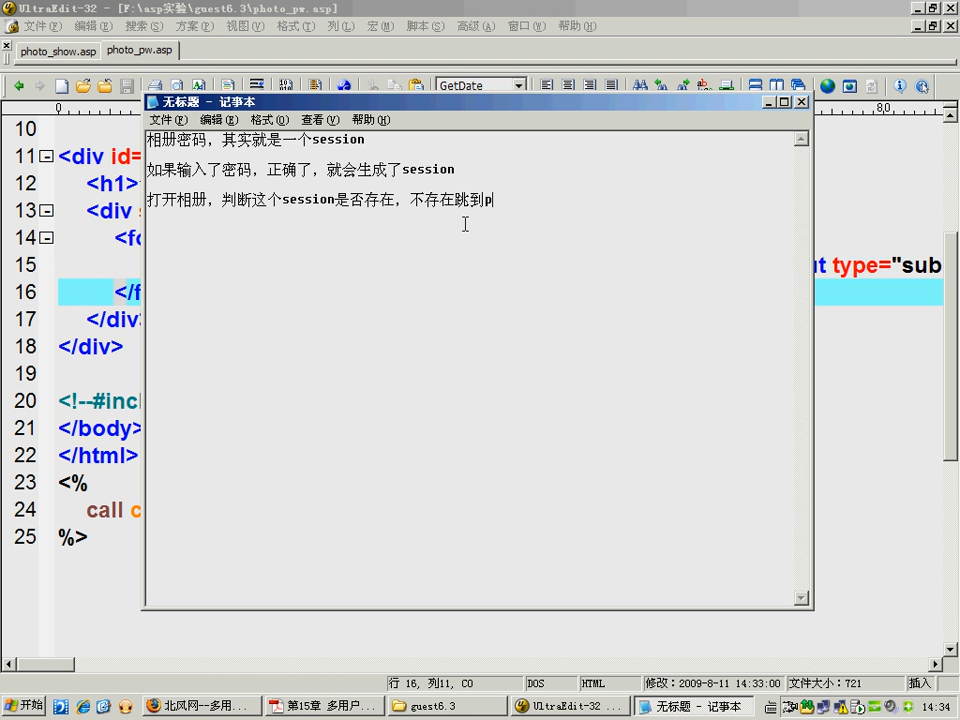 UltraEdit-32 - [F:\asp实验\guest6.3\photo_pw.asp]
文件(F) 编辑(E) 搜索(S) 方案(P) 视图(V) 格式(T) 列(L) 宏(M) 脚本(S) 高级(A) 窗口(W) 帮助(H)
photo_show.asp photo_pw.asp
GetDate
0 80
无标题 - 记事本
文件(F) 编辑(E) 格式(O) 查看(V) 帮助(H)
相册密码，其实就是一个session
如果输入了密码，正确了，就会生成了session
打开相册，判断这个session是否存在，不存在跳到p
10
11 <div id=
12 <h1>
13 <div s
14 <fo
15 ut type="sub
16 </f
17 </div>
18 </div>
19
20 <!--#incl
21 </body>
22 </html>
23 <%
24 call c
25 %>
行 16, 列11, C0 DOS HTML 修改: 2009-8-11 14:33:00 文件大小: 721 插入
开始 北风网--多用... 第15章 多用户... guest6.3 UltraEdit-32 ... 无标题 - 记事本 14:34